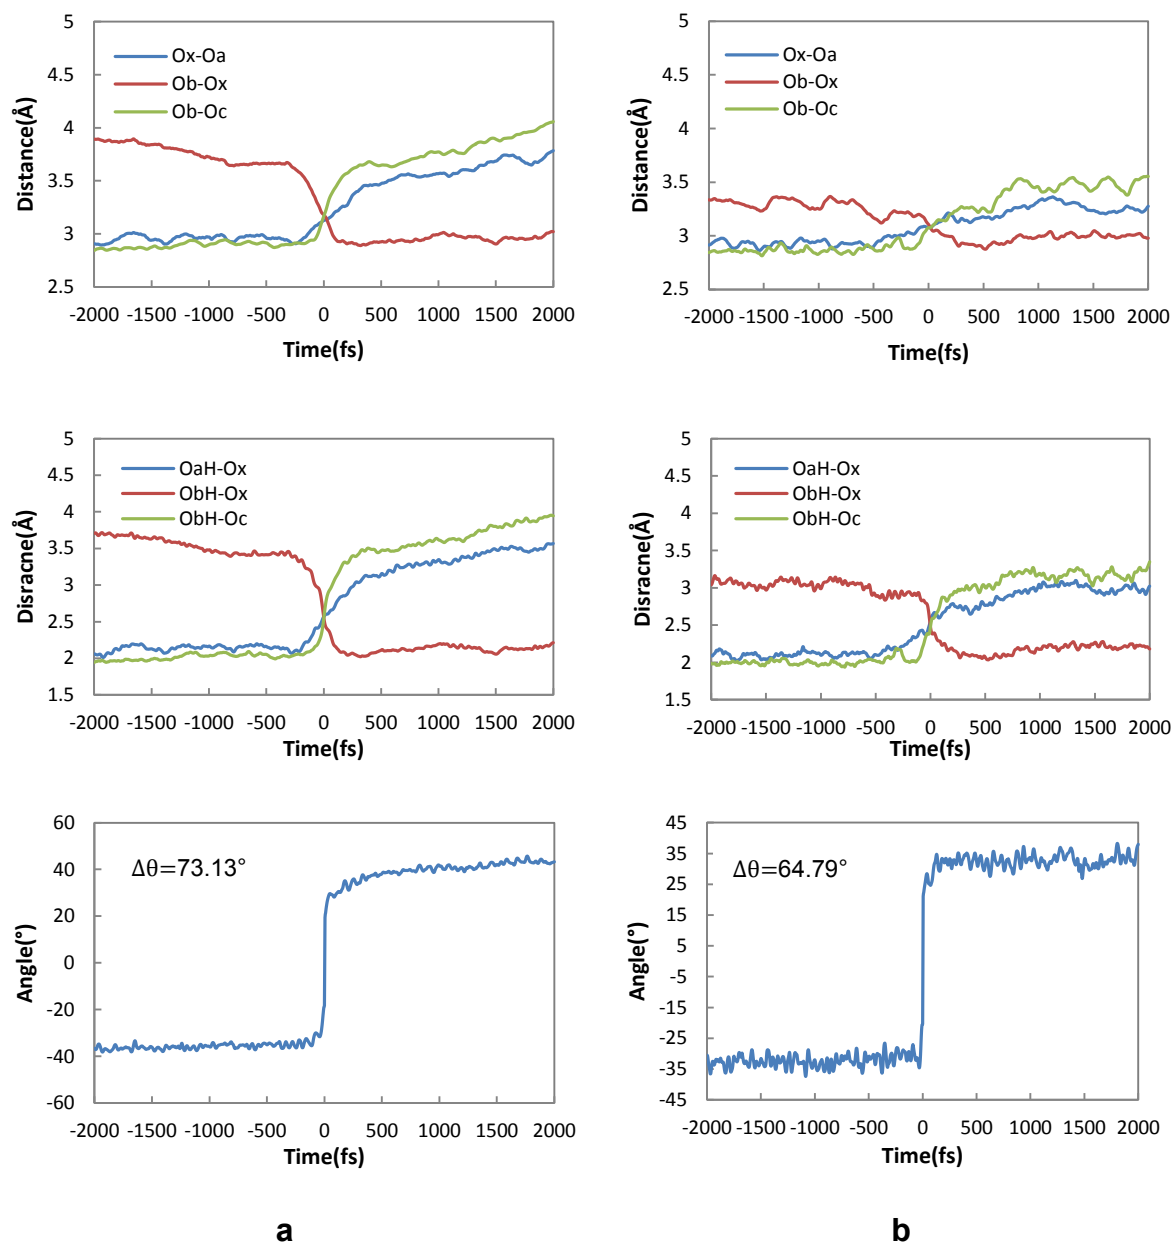 5
4.5
4
3.5
3
2.5
Distance(Å)
Ox-Oa
Ob-Ox
Ob-Oc
-2000 -1500 -1000 -500 0 500 1000 1500 2000
Time(fs)
5
4.5
4
3.5
3
2.5
Distance(Å)
Ox-Oa
Ob-Ox
Ob-Oc
-2000 -1500 -1000 -500 0 500 1000 1500 2000
Time(fs)
5
4.5
4
3.5
3
2.5
2
1.5
Disracne(Å)
OaH-Ox
ObH-Ox
ObH-Oc
-2000 -1500 -1000 -500 0 500 1000 1500 2000
Time(fs)
5
4.5
4
3.5
3
2.5
2
1.5
Disracne(Å)
OaH-Ox
ObH-Ox
ObH-Oc
-2000 -1500 -1000 -500 0 500 1000 1500 2000
Time(fs)
60
40
20
0
-20
-40
-60
Angle(°)
Δθ=73.13°
-2000 -1500 -1000 -500 0 500 1000 1500 2000
Time(fs)
45
35
25
15
5
-5
-15
-25
-35
-45
Angle(°)
Δθ=64.79°
-2000 -1500 -1000 -500 0 500 1000 1500 2000
Time(fs)
a
b